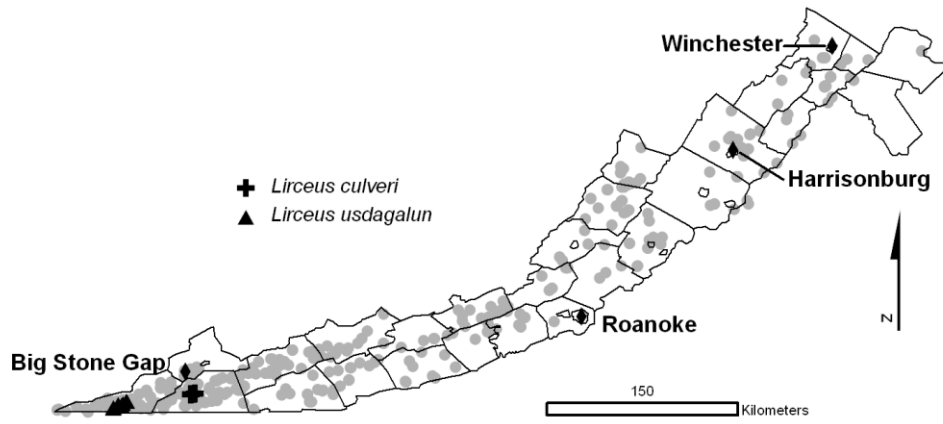 Winchester
Lirceus culveri
Lirceus usdagalun
Harrisonburg
N
Roanoke
Big Stone Gap
150
Kilometers